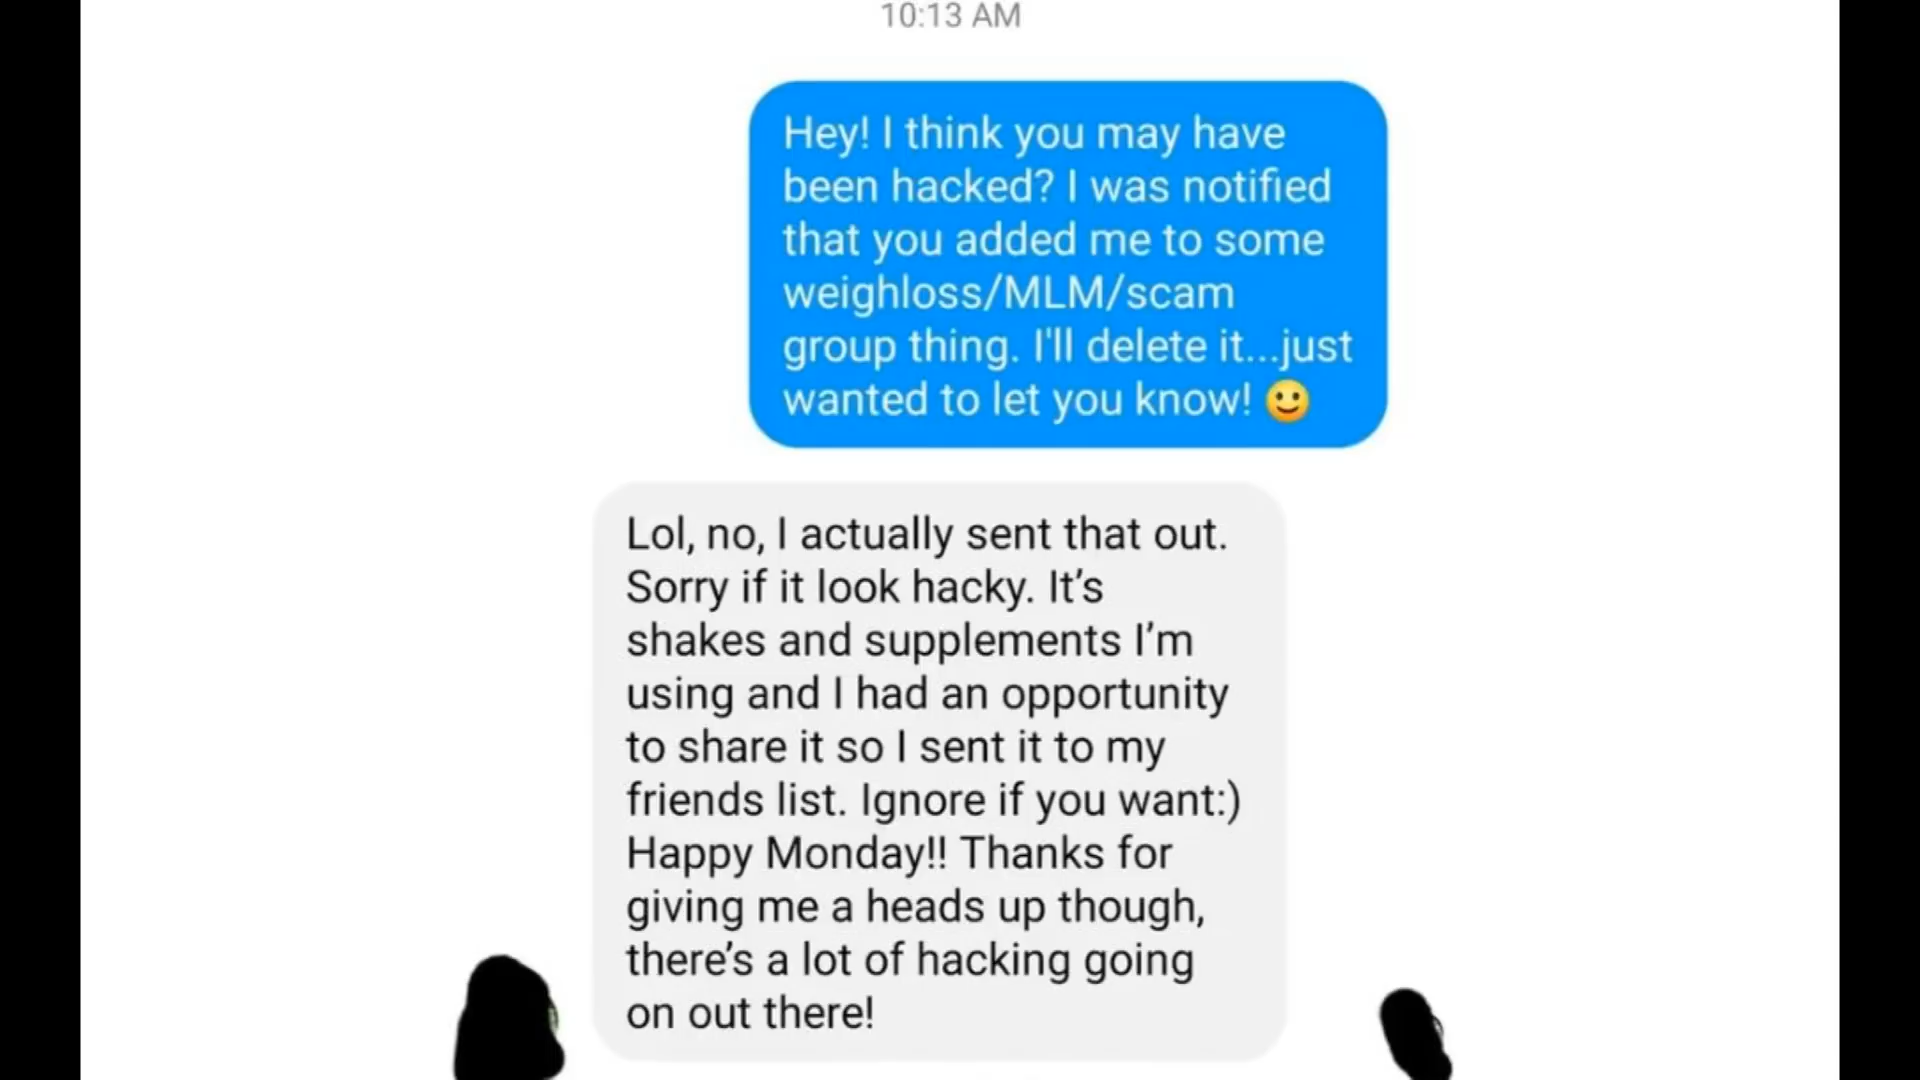 10:13 AM
Hey! I think you may have
been hacked? I was notified
that you added me to some
weighloss/MLM/scam
group thing. I'll delete it...just
wanted to let you know! 🙂
Lol, no, I actually sent that out.
Sorry if it look hacky. It’s
shakes and supplements I’m
using and I had an opportunity
to share it so I sent it to my
friends list. Ignore if you want:)
Happy Monday!! Thanks for
giving me a heads up though,
there’s a lot of hacking going
on out there!